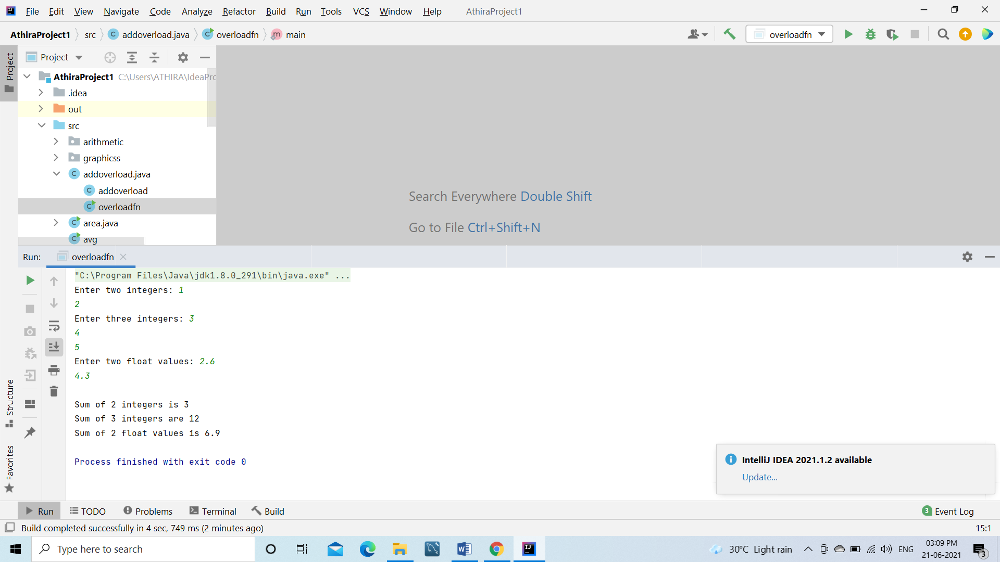 File Edit View Navigate Code Analyze Refactor Build Run Tools VCS Window Help AthiraProject1
AthiraProject1 src addoverload.java overloadfn main overloadfn
Project
Project
AthiraProject1 C:\Users\ATHIRA\IdeaPro
.idea
out
src
arithmetic
graphicss
addoverload.java
addoverload
overloadfn
area.java
avg
Search Everywhere Double Shift
Go to File Ctrl+Shift+N
Run: overloadfn
"C:\Program Files\Java\jdk1.8.0_291\bin\java.exe" ...
Enter two integers: 1
2
Enter three integers: 3
4
5
Enter two float values: 2.6
4.3
Sum of 2 integers is 3
Sum of 3 integers are 12
Sum of 2 float values is 6.9
Process finished with exit code 0
Structure
Favorites
IntelliJ IDEA 2021.1.2 available
Update...
Run TODO Problems Terminal Build 3 Event Log
Build completed successfully in 4 sec, 749 ms (2 minutes ago) 15:1
Type here to search
30°C Light rain ENG 03:09 PM
21-06-2021 3